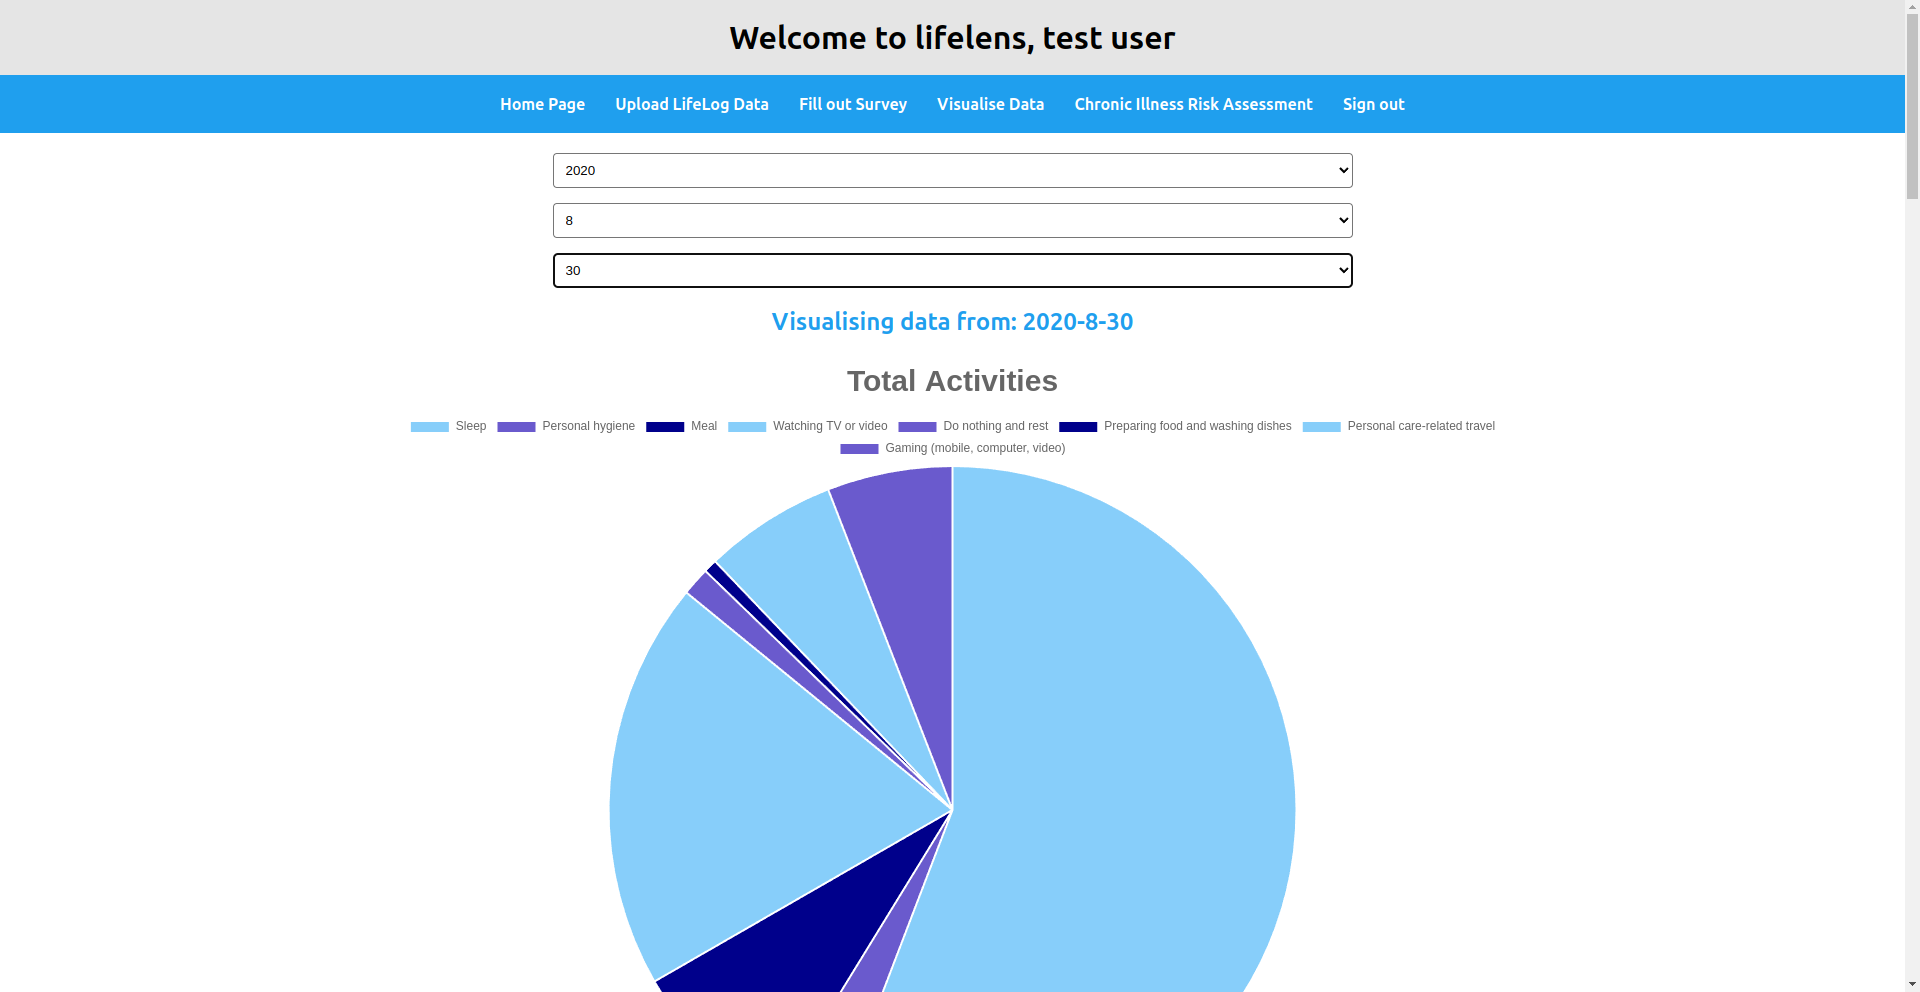 Welcome to lifelens, test user
Home Page Upload LifeLog Data Fill out Survey Visualise Data Chronic Illness Risk Assessment Sign out
2020
8
30
Visualising data from: 2020-8-30
Total Activities
Sleep Personal hygiene Meal Watching TV or video Do nothing and rest Preparing food and washing dishes Personal care-related travel
Gaming (mobile, computer, video)